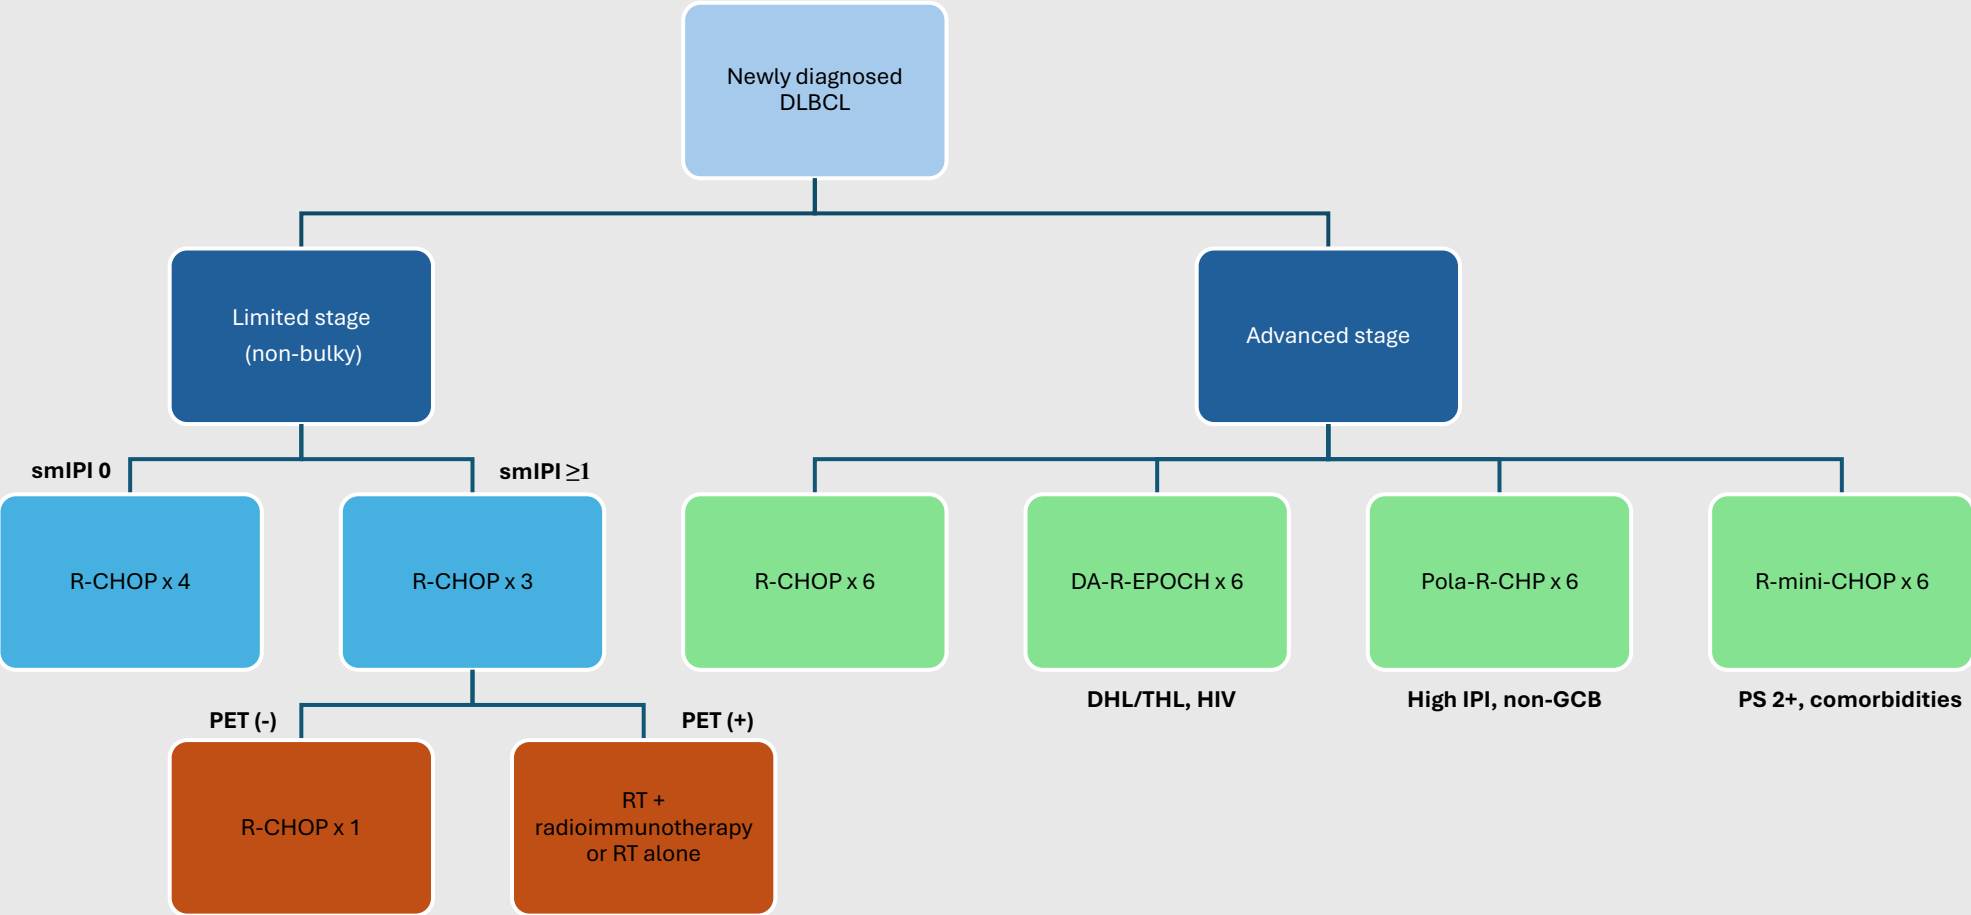 Newly diagnosed
DLBCL
Limited stage
(non-bulky)
Advanced stage
smIPI 0
smIPI ≥1
R-CHOP x 4
R-CHOP x 3
R-CHOP x 6
DA-R-EPOCH x 6
Pola-R-CHP x 6
R-mini-CHOP x 6
DHL/THL, HIV
High IPI, non-GCB
PS 2+, comorbidities
PET (-)
PET (+)
R-CHOP x 1
RT +
radioimmunotherapy
or RT alone